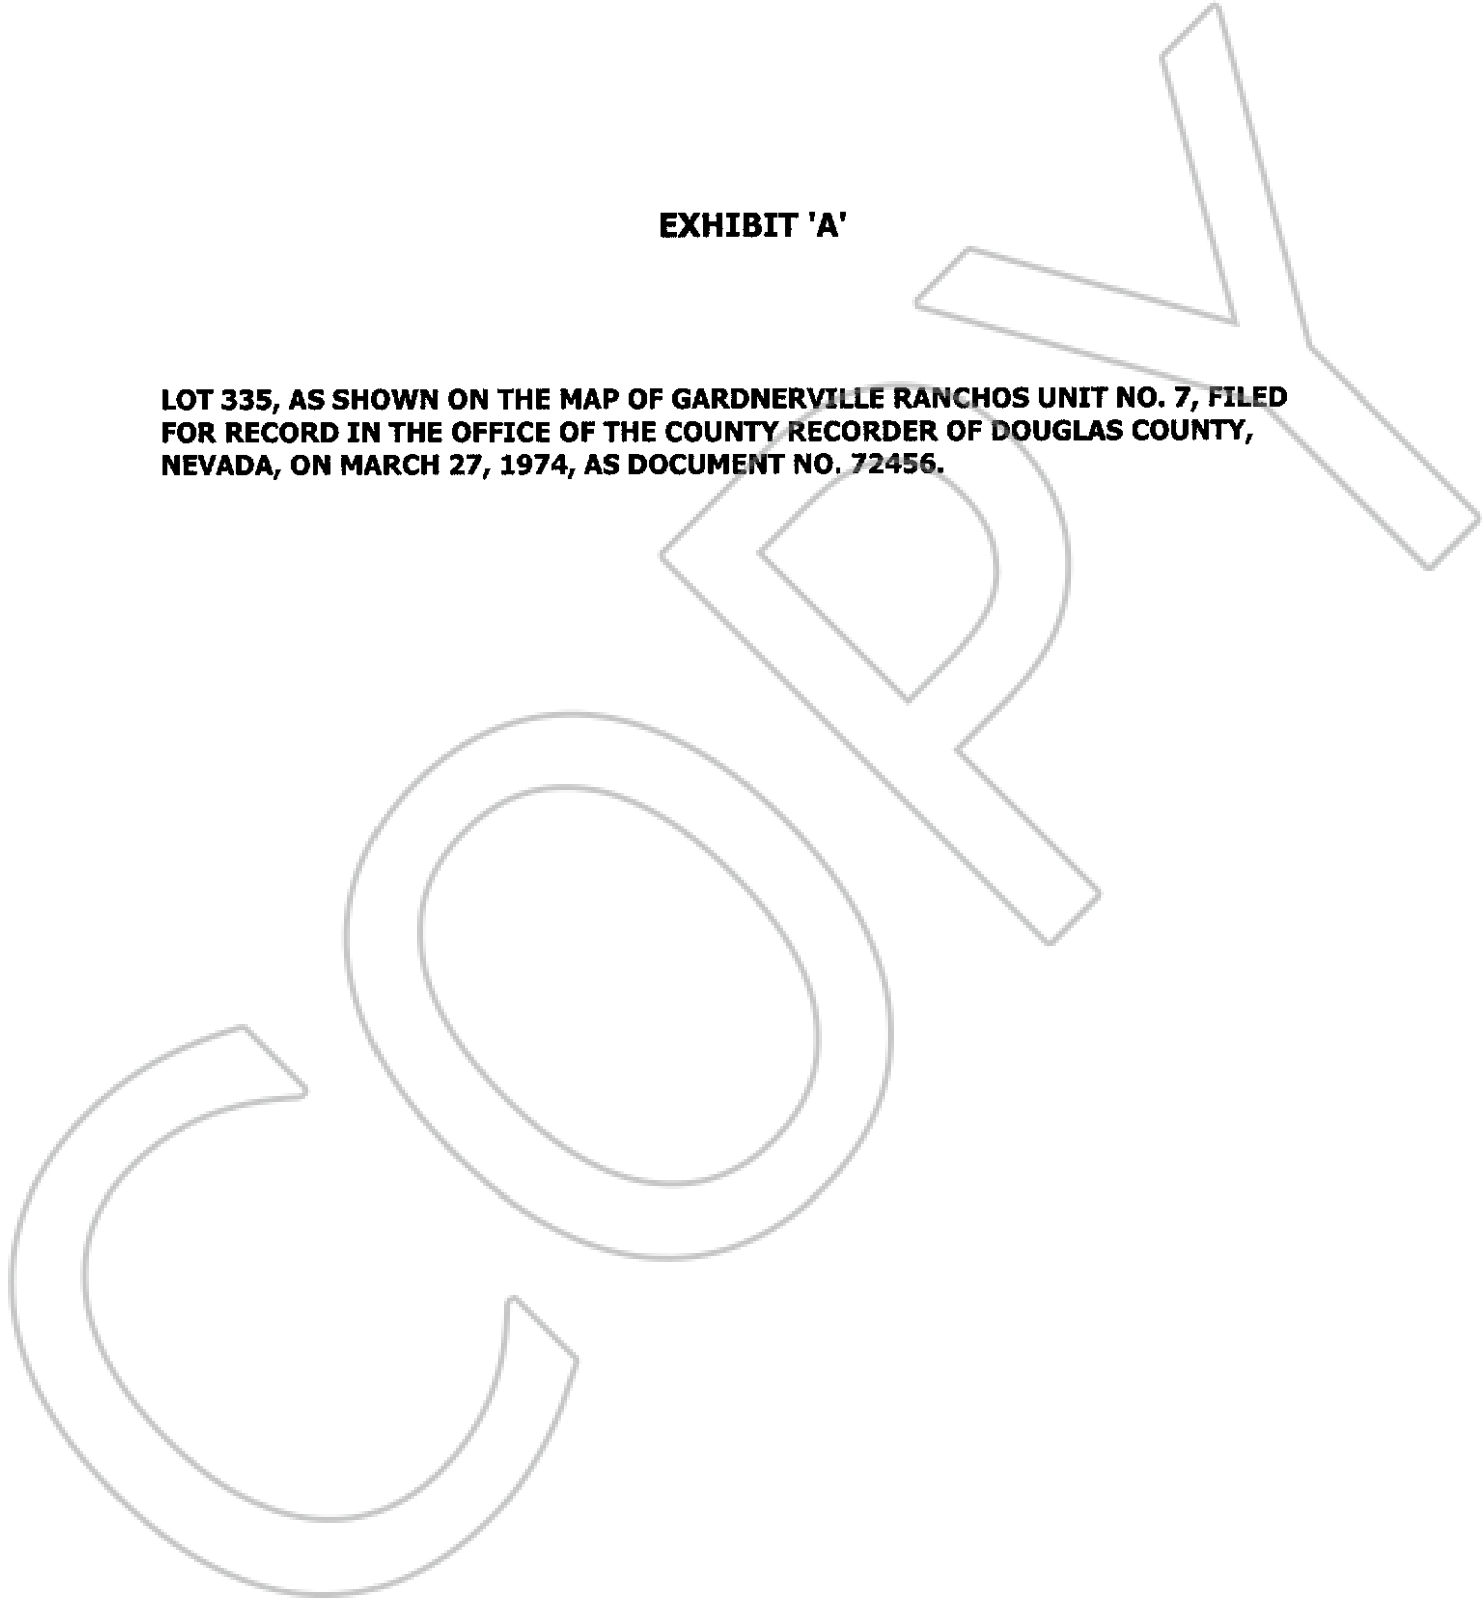 EXHIBIT 'A'
LOT 335, AS SHOWN ON THE MAP OF GARDNERVILLE RANCHOS UNIT NO. 7, FILED
FOR RECORD IN THE OFFICE OF THE COUNTY RECORDER OF DOUGLAS COUNTY,
NEVADA, ON MARCH 27, 1974, AS DOCUMENT NO. 72456.
COPY